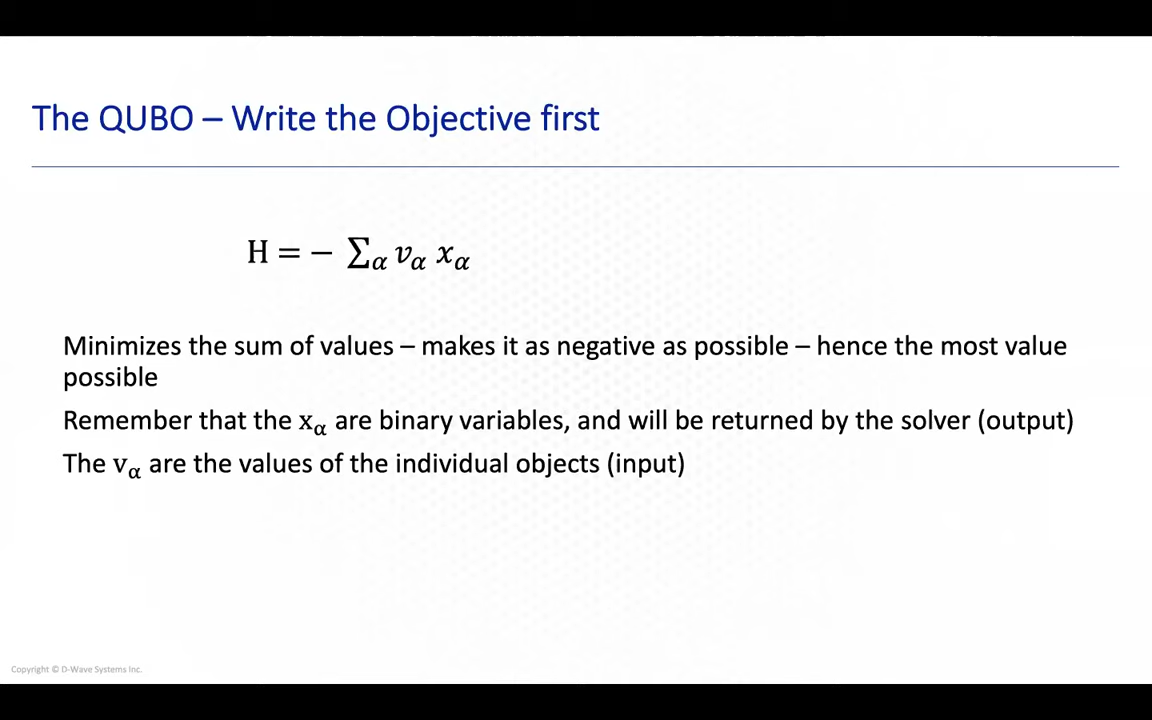 The QUBO – Write the Objective first
H = − ∑α vα xα
Minimizes the sum of values – makes it as negative as possible – hence the most value
possible
Remember that the xα are binary variables, and will be returned by the solver (output)
The vα are the values of the individual objects (input)
Copyright © D-Wave Systems Inc.